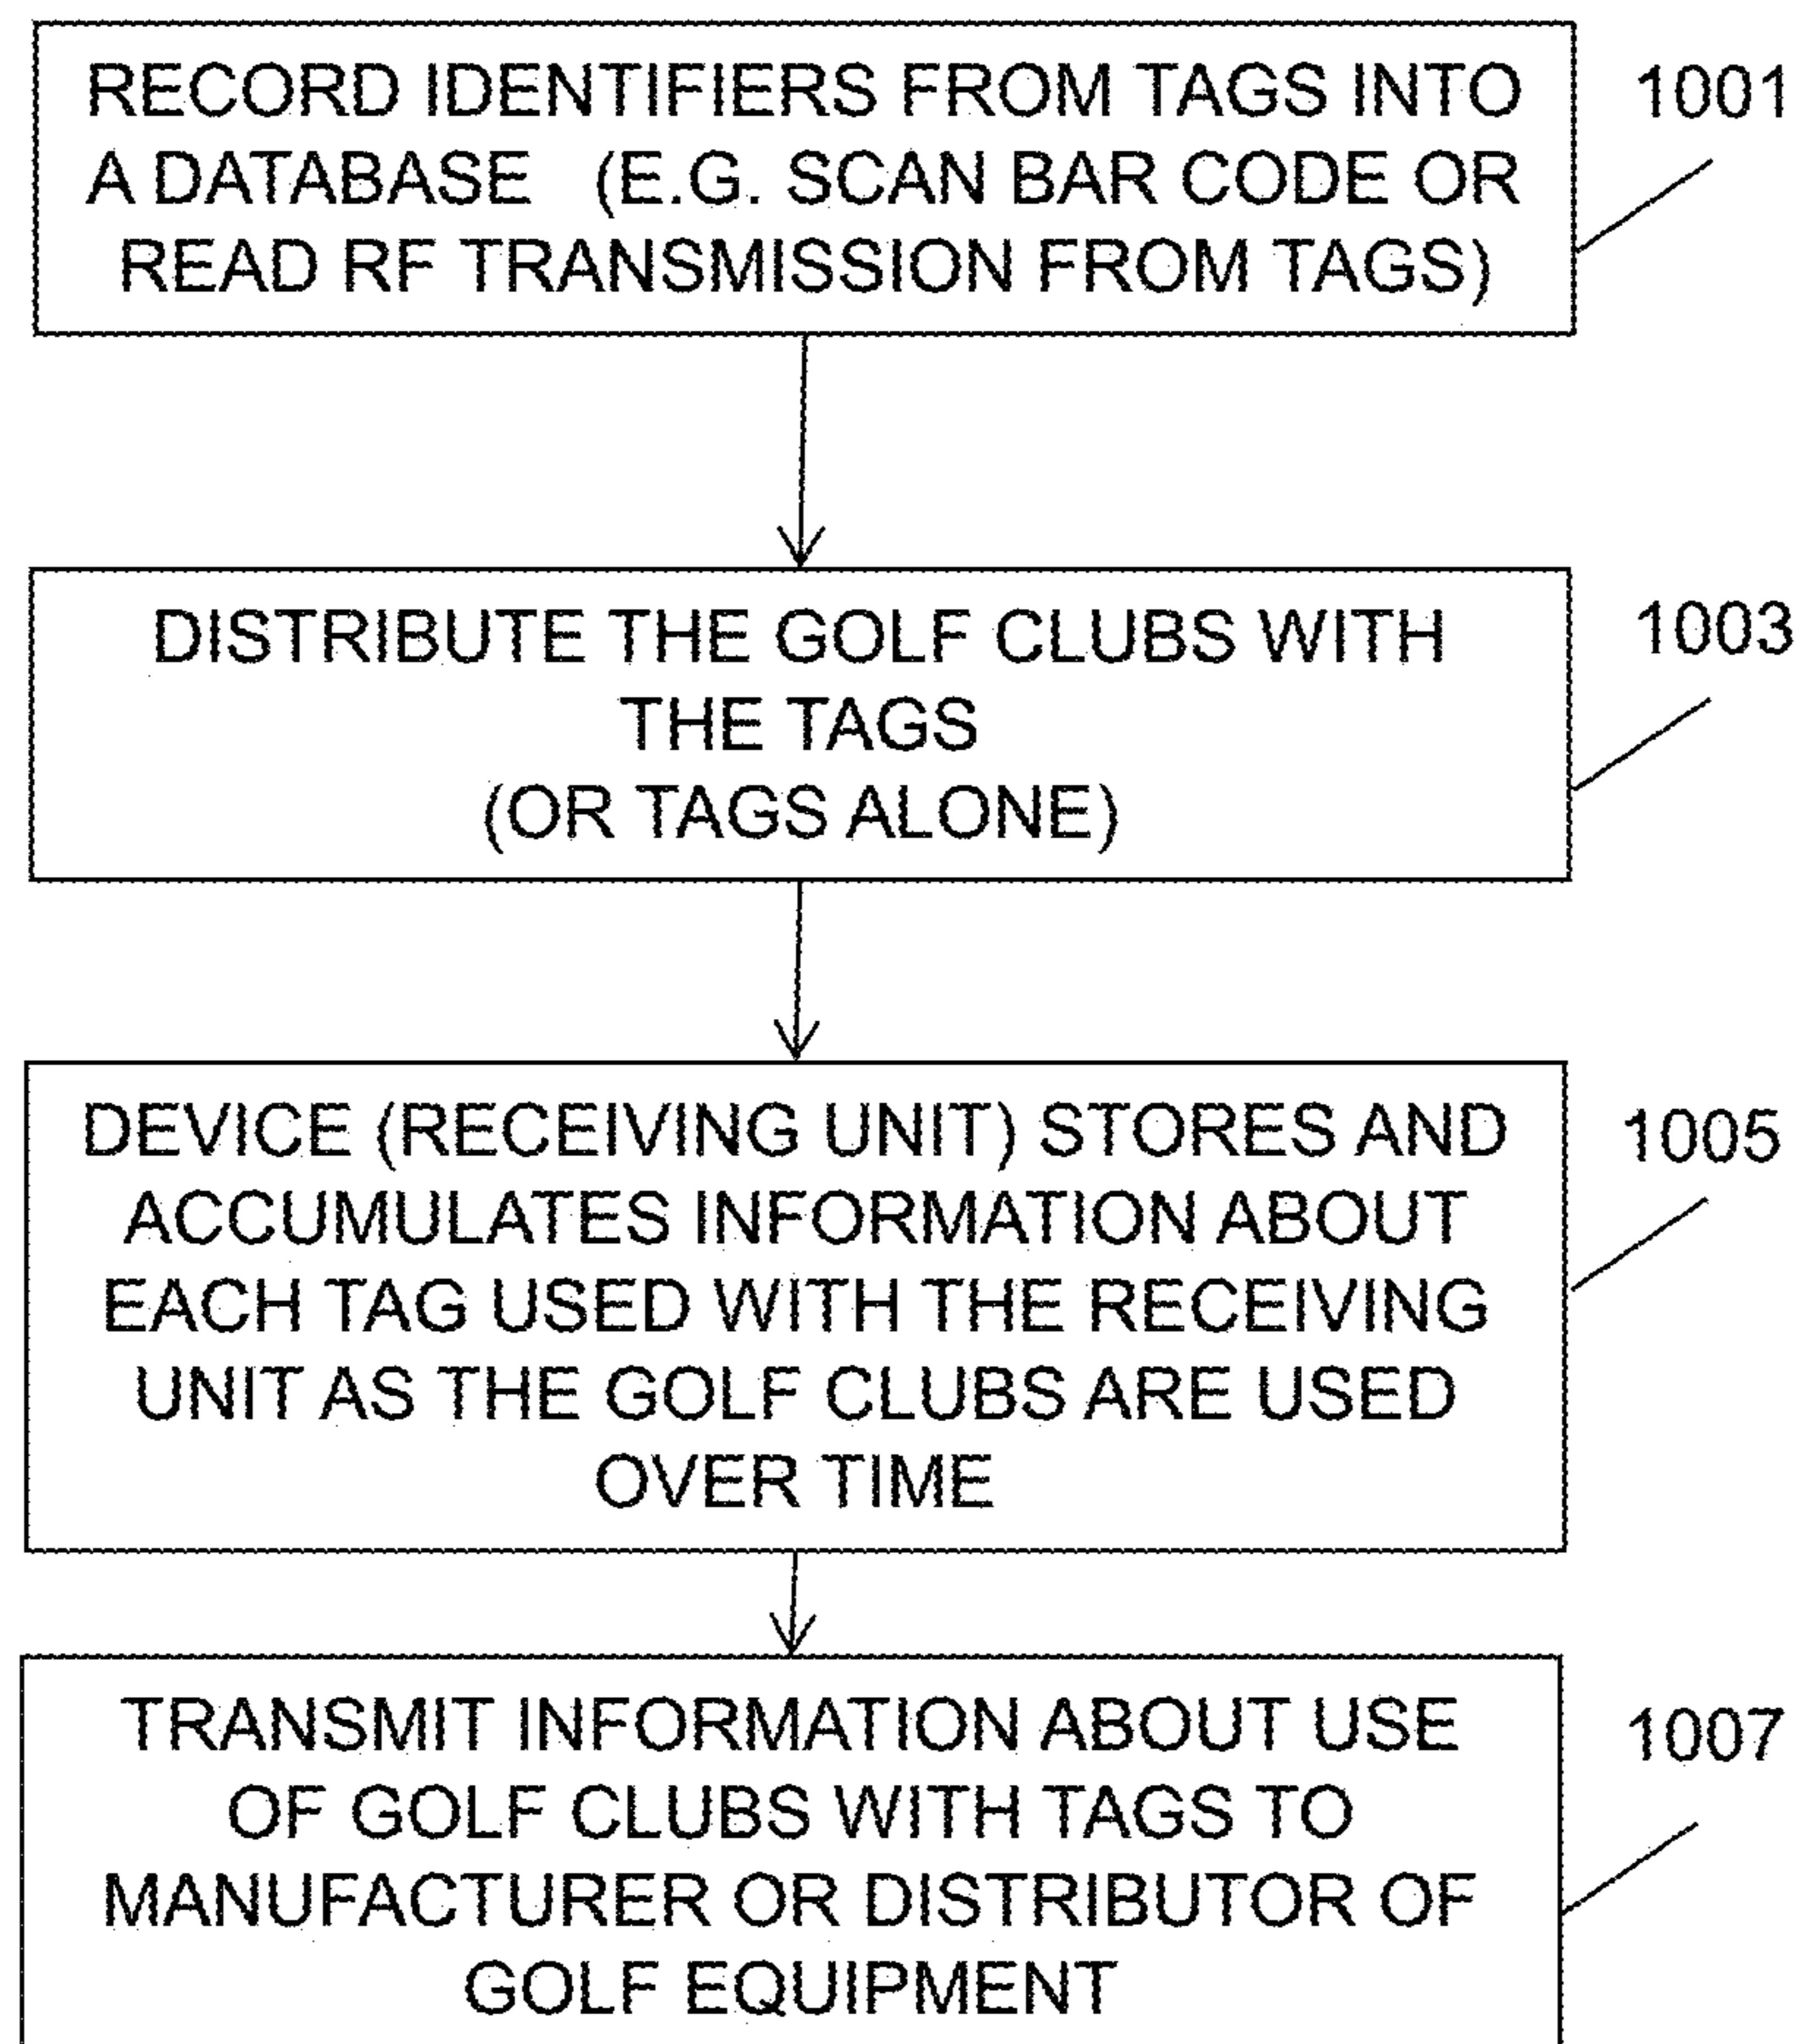 RECORD IDENTIFIERS FROM TAGS INTO
A DATABASE (E.G. SCAN BAR CODE OR
READ RF TRANSMISSION FROM TAGS)
1001
DISTRIBUTE THE GOLF CLUBS WITH
THE TAGS
(OR TAGS ALONE)
1003
DEVICE (RECEIVING UNIT) STORES AND
ACCUMULATES INFORMATION ABOUT
EACH TAG USED WITH THE RECEIVING
UNIT AS THE GOLF CLUBS ARE USED
OVER TIME
1005
TRANSMIT INFORMATION ABOUT USE
OF GOLF CLUBS WITH TAGS TO
MANUFACTURER OR DISTRIBUTOR OF
GOLF EQUIPMENT
1007